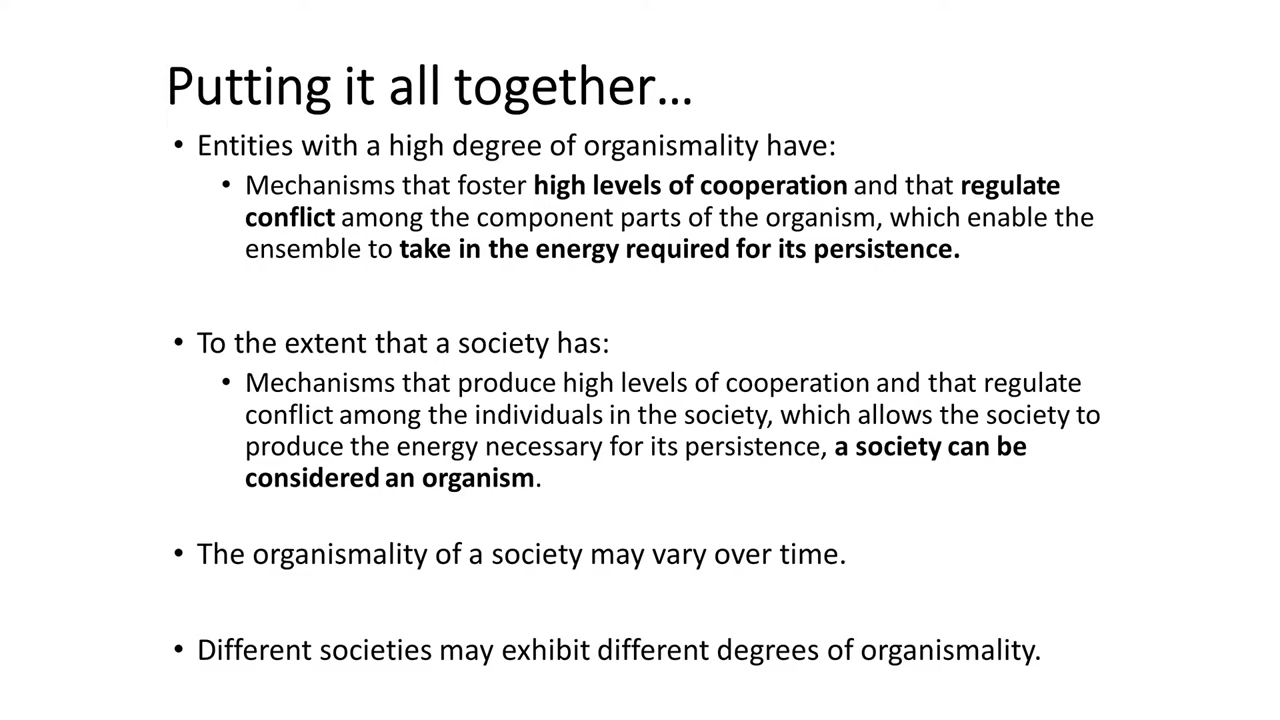 Putting it all together…
• Entities with a high degree of organismality have:
• Mechanisms that foster high levels of cooperation and that regulate
conflict among the component parts of the organism, which enable the
ensemble to take in the energy required for its persistence.
• To the extent that a society has:
• Mechanisms that produce high levels of cooperation and that regulate
conflict among the individuals in the society, which allows the society to
produce the energy necessary for its persistence, a society can be
considered an organism.
• The organismality of a society may vary over time.
• Different societies may exhibit different degrees of organismality.